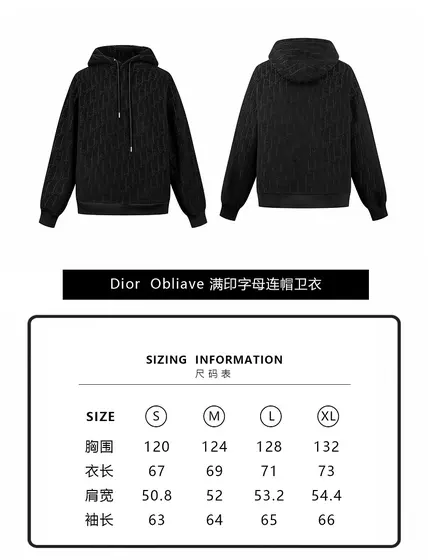 Dior Obliave 满印字母连帽卫衣
SIZING INFORMATION
尺码表
SIZE S M L XL
胸围 120 124 128 132
衣长 67 69 71 73
肩宽 50.8 52 53.2 54.4
袖长 63 64 65 66